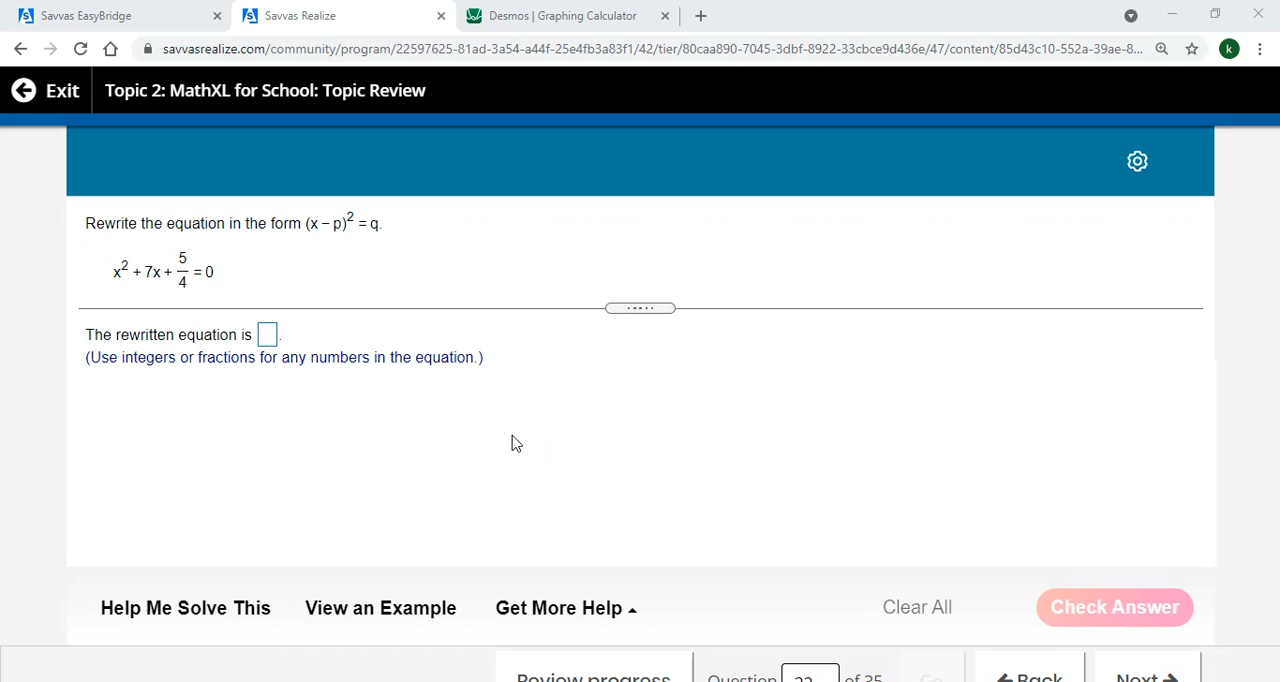 Savvas EasyBridge
Savvas Realize
Desmos | Graphing Calculator
savvasrealize.com/community/program/22597625-81ad-3a54-a44f-25e4fb3a83f1/42/tier/80caa890-7045-3dbf-8922-33cbce9d436e/47/content/85d43c10-552a-39ae-8...
k
Exit
Topic 2: MathXL for School: Topic Review
Rewrite the equation in the form (x − p)² = q.
x² + 7x + 5/4 = 0
The rewritten equation is .
(Use integers or fractions for any numbers in the equation.)
Help Me Solve This
View an Example
Get More Help
Clear All
Check Answer
Review progress
Question of 35
Go
Back
Next